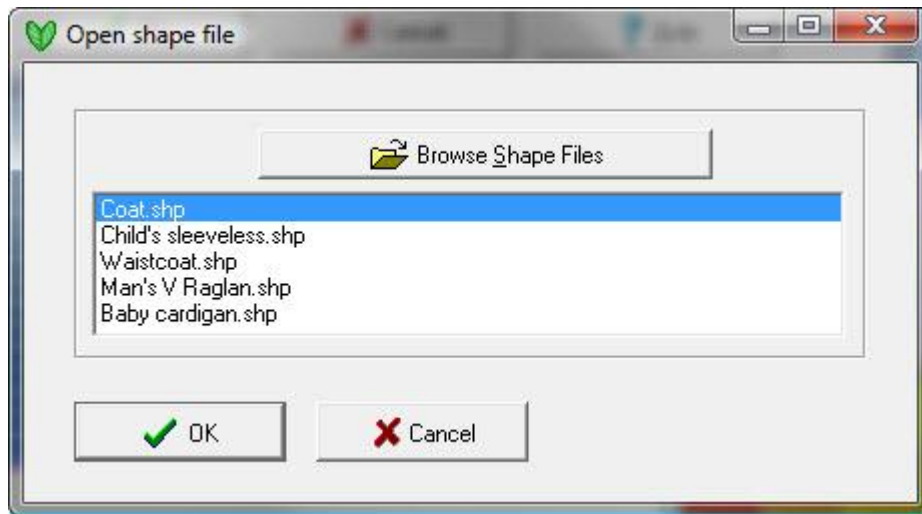 Open shape file
Browse Shape Files
Coat.shp
Child's sleeveless.shp
Waistcoat.shp
Man's V Raglan.shp
Baby cardigan.shp
OK
Cancel